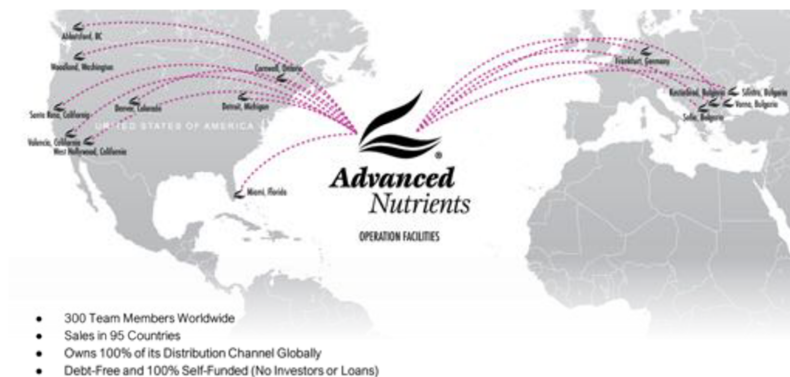 Abbotsford, BC
Woodland, Washington
Cornwall, Ontario
Santa Rosa, California
Denver, Colorado
Detroit, Michigan
UNITED STATES OF AMERICA
Valencia, California
West Hollywood, California
Miami, Florida
Frankfurt, Germany
Kostinbrod, Bulgaria
Silistra, Bulgaria
Varna, Bulgaria
Sofia, Bulgaria
®
Advanced
Nutrients
OPERATION FACILITIES
● 300 Team Members Worldwide
● Sales in 95 Countries
● Owns 100% of its Distribution Channel Globally
● Debt-Free and 100% Self-Funded (No Investors or Loans)